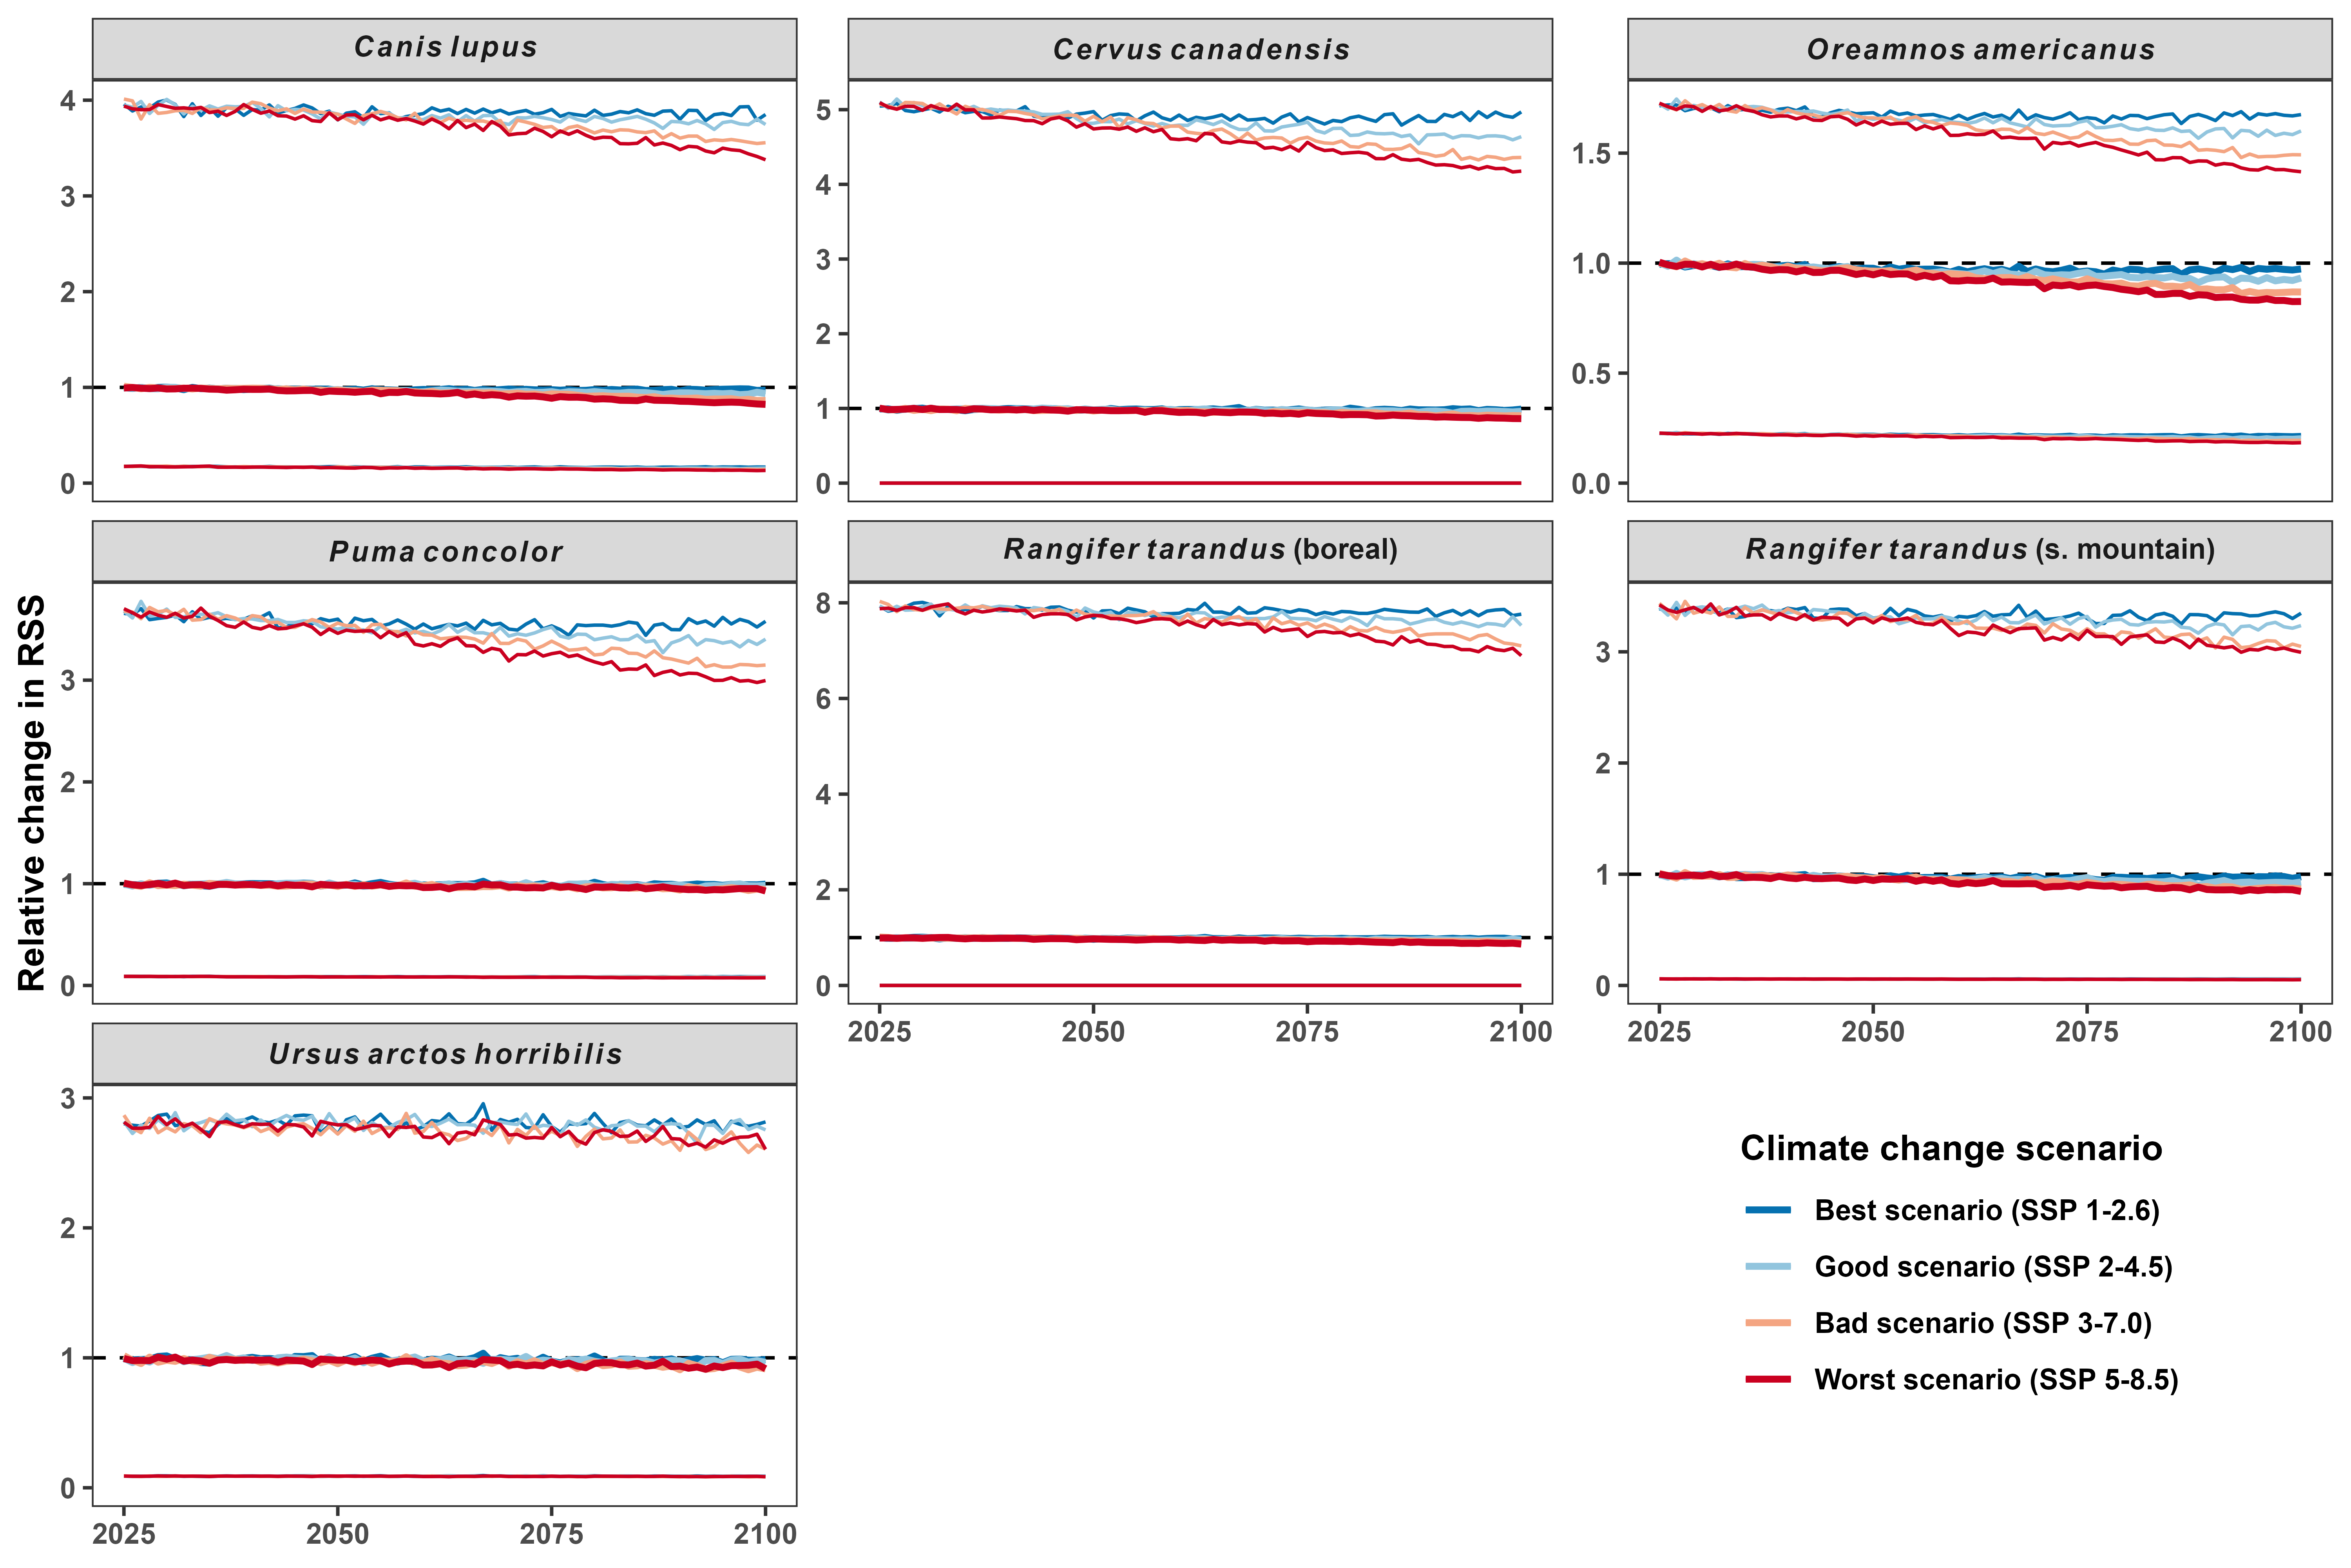 Canis lupus
Cervus canadensis
Oreamnos americanus
4
3
2
1
0
5
4
3
2
1
0
1.5
1.0
0.5
0.0
Puma concolor
Rangifer tarandus (boreal)
Rangifer tarandus (s. mountain)
Relative change in RSS
3
2
1
0
8
6
4
2
0
3
2
1
0
2025 2050 2075 2100
2025 2050 2075 2100
Ursus arctos horribilis
3
2
1
0
2025 2050 2075 2100
Climate change scenario
Best scenario (SSP 1-2.6)
Good scenario (SSP 2-4.5)
Bad scenario (SSP 3-7.0)
Worst scenario (SSP 5-8.5)